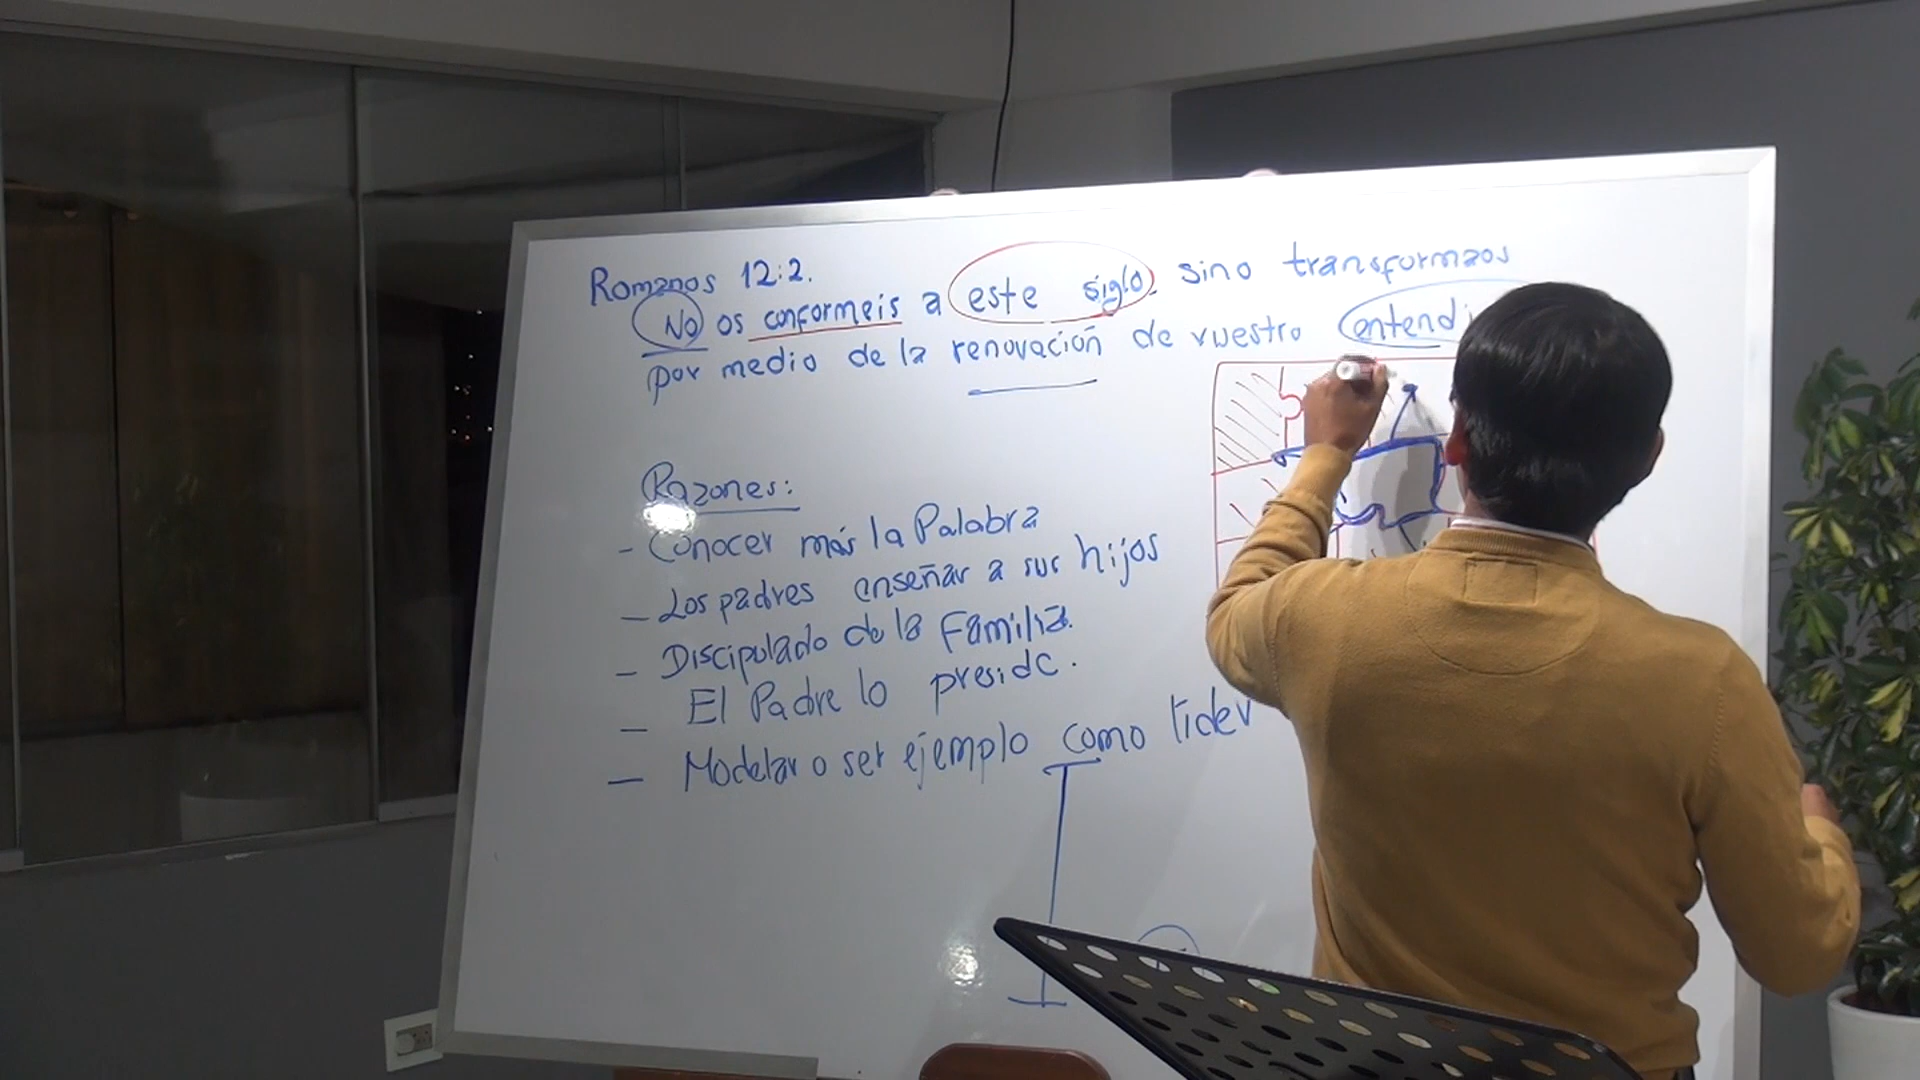 Romanos 12:2.
No os conformeis a este siglo. sino transformaos
por medio de la renovación de vuestro entendi
Razones:
- Conocer más la Palabra
- Los padres enseñar a sus hijos
- Discipulado de la Familia.
- El Padre lo preside.
- Modelar o ser ejemplo como líder